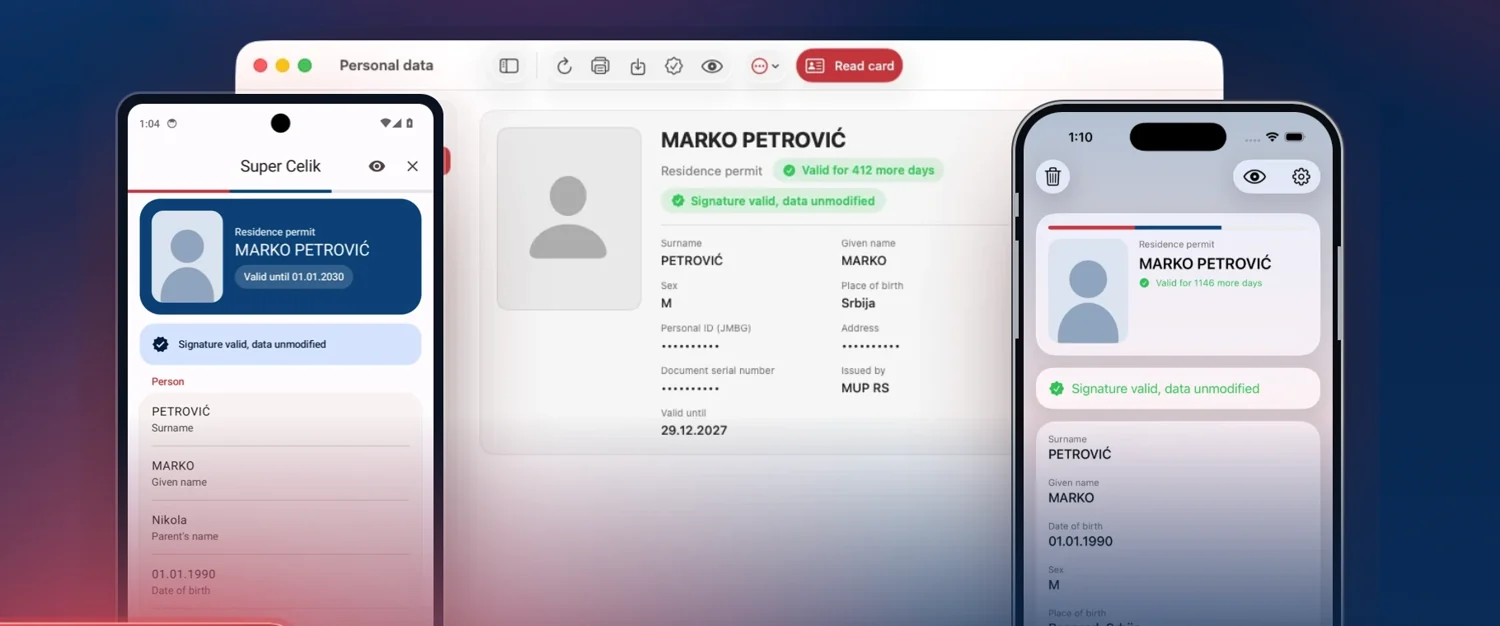 Personal data
Read card
1:04
Super Celik
Residence permit
MARKO PETROVIĆ
Valid until 01.01.2030
Signature valid, data unmodified
Person
PETROVIĆ
Surname
MARKO
Given name
Nikola
Parent's name
01.01.1990
Date of birth
MARKO PETROVIĆ
Residence permit
Valid for 412 more days
Signature valid, data unmodified
Surname
PETROVIĆ
Given name
MARKO
Sex
M
Place of birth
Srbija
Personal ID (JMBG)
••••••••••
Address
••••••••••
Document serial number
••••••••••
Issued by
MUP RS
Valid until
29.12.2027
1:10
Residence permit
MARKO PETROVIĆ
Valid for 1146 more days
Signature valid, data unmodified
Surname
PETROVIĆ
Given name
MARKO
Date of birth
01.01.1990
Sex
M
Place of birth